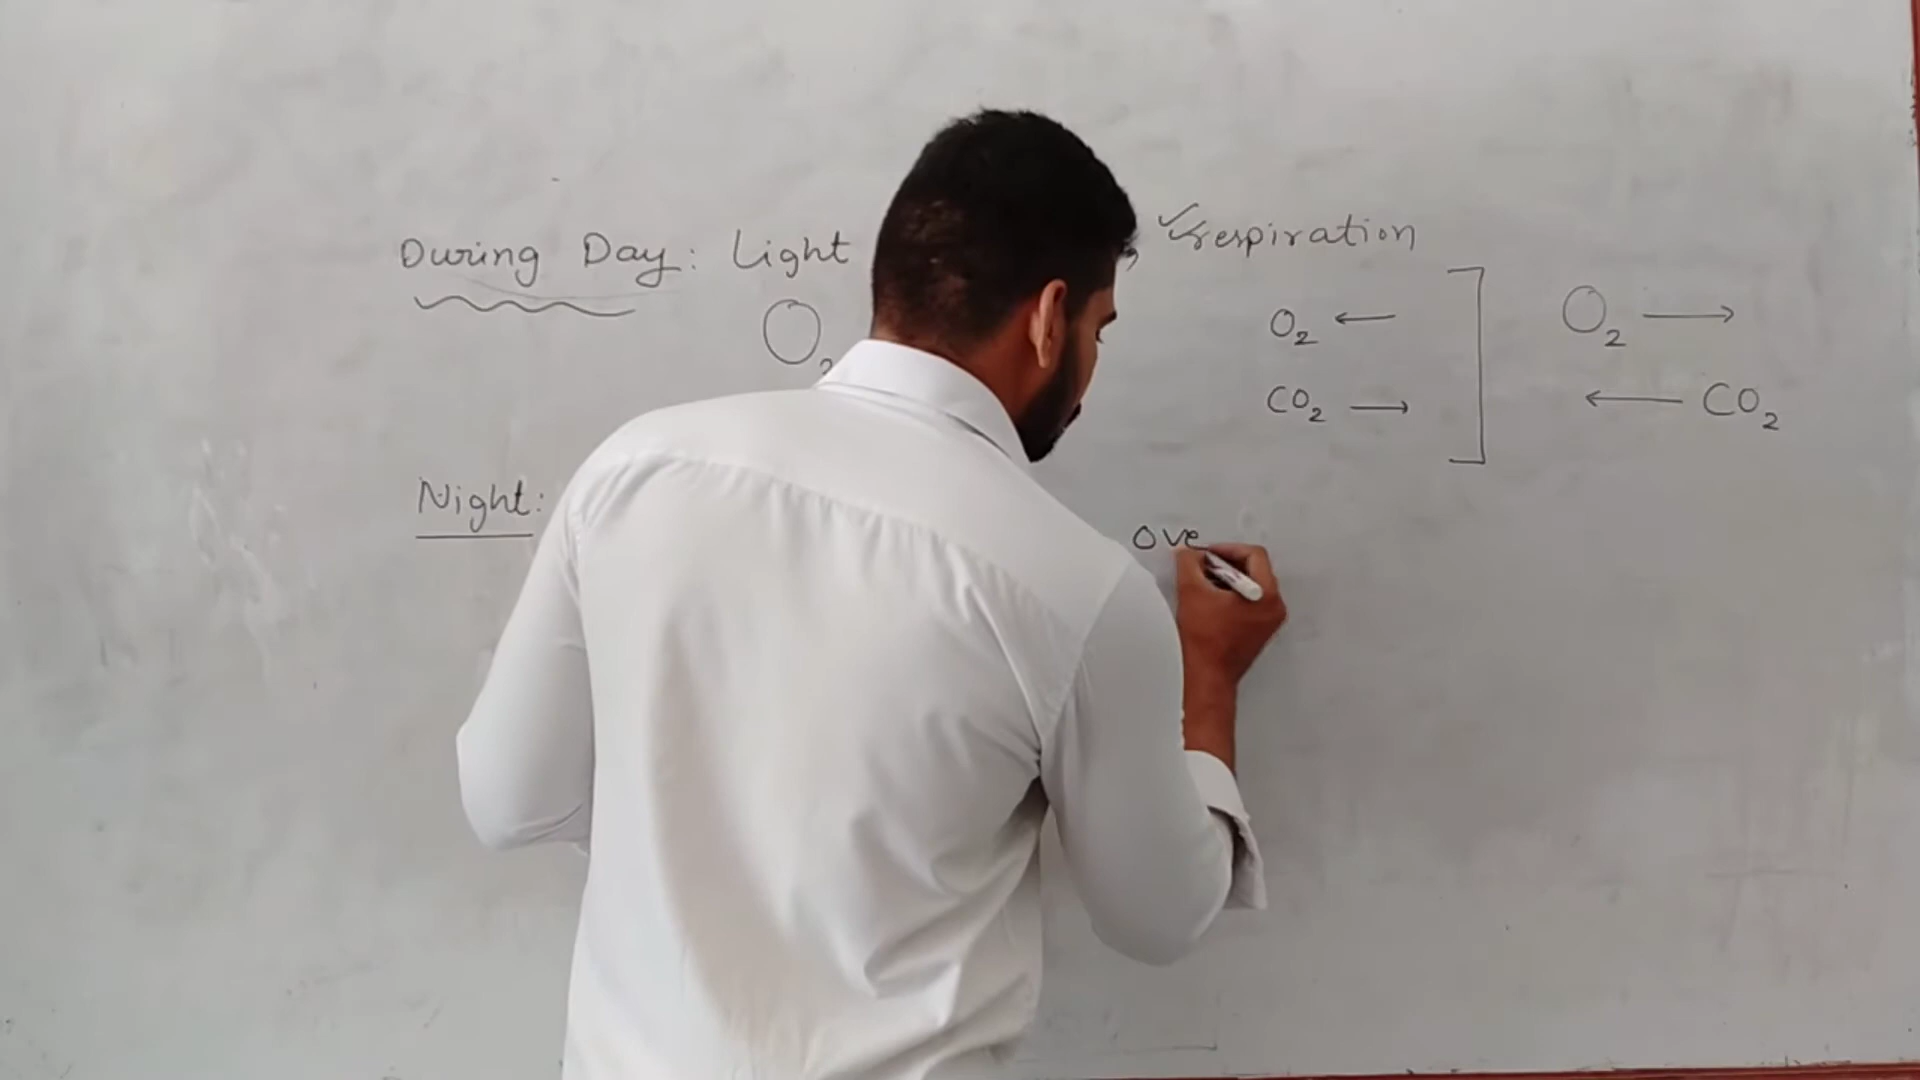 During Day: Light , ✓respiration
O₂ O₂ ← O₂ →
CO₂ → ← CO₂
Night: ove